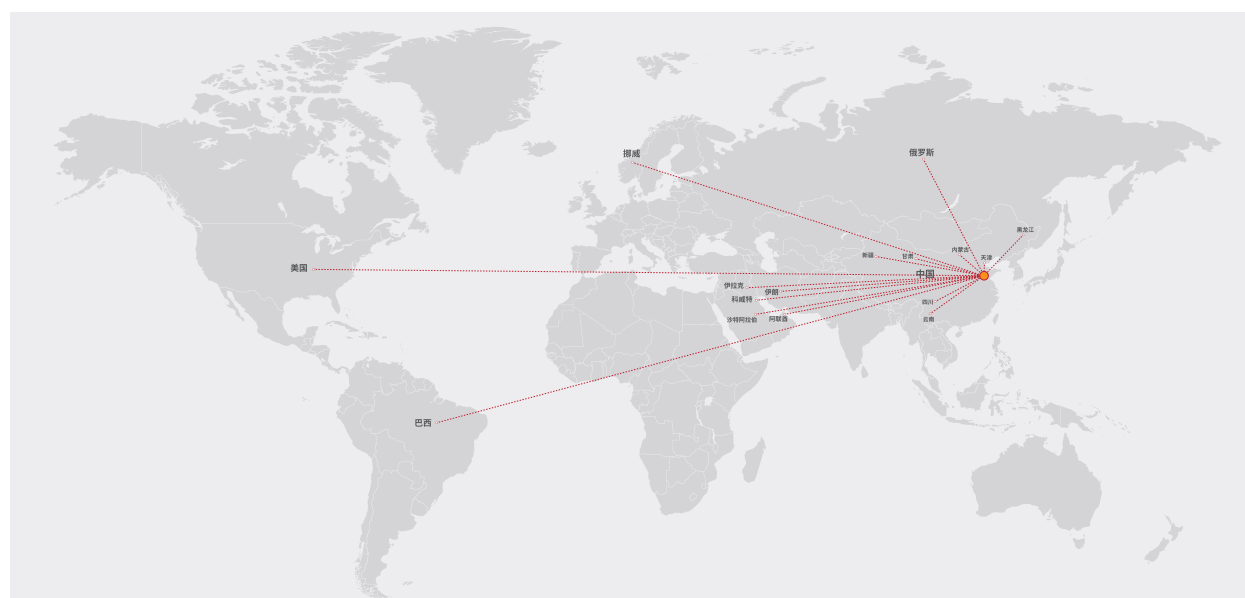 挪威
俄罗斯
黑龙江
内蒙古
新疆
甘肃
天津
美国
中国
伊拉克
伊朗
科威特
四川
沙特阿拉伯
阿联酋
云南
巴西